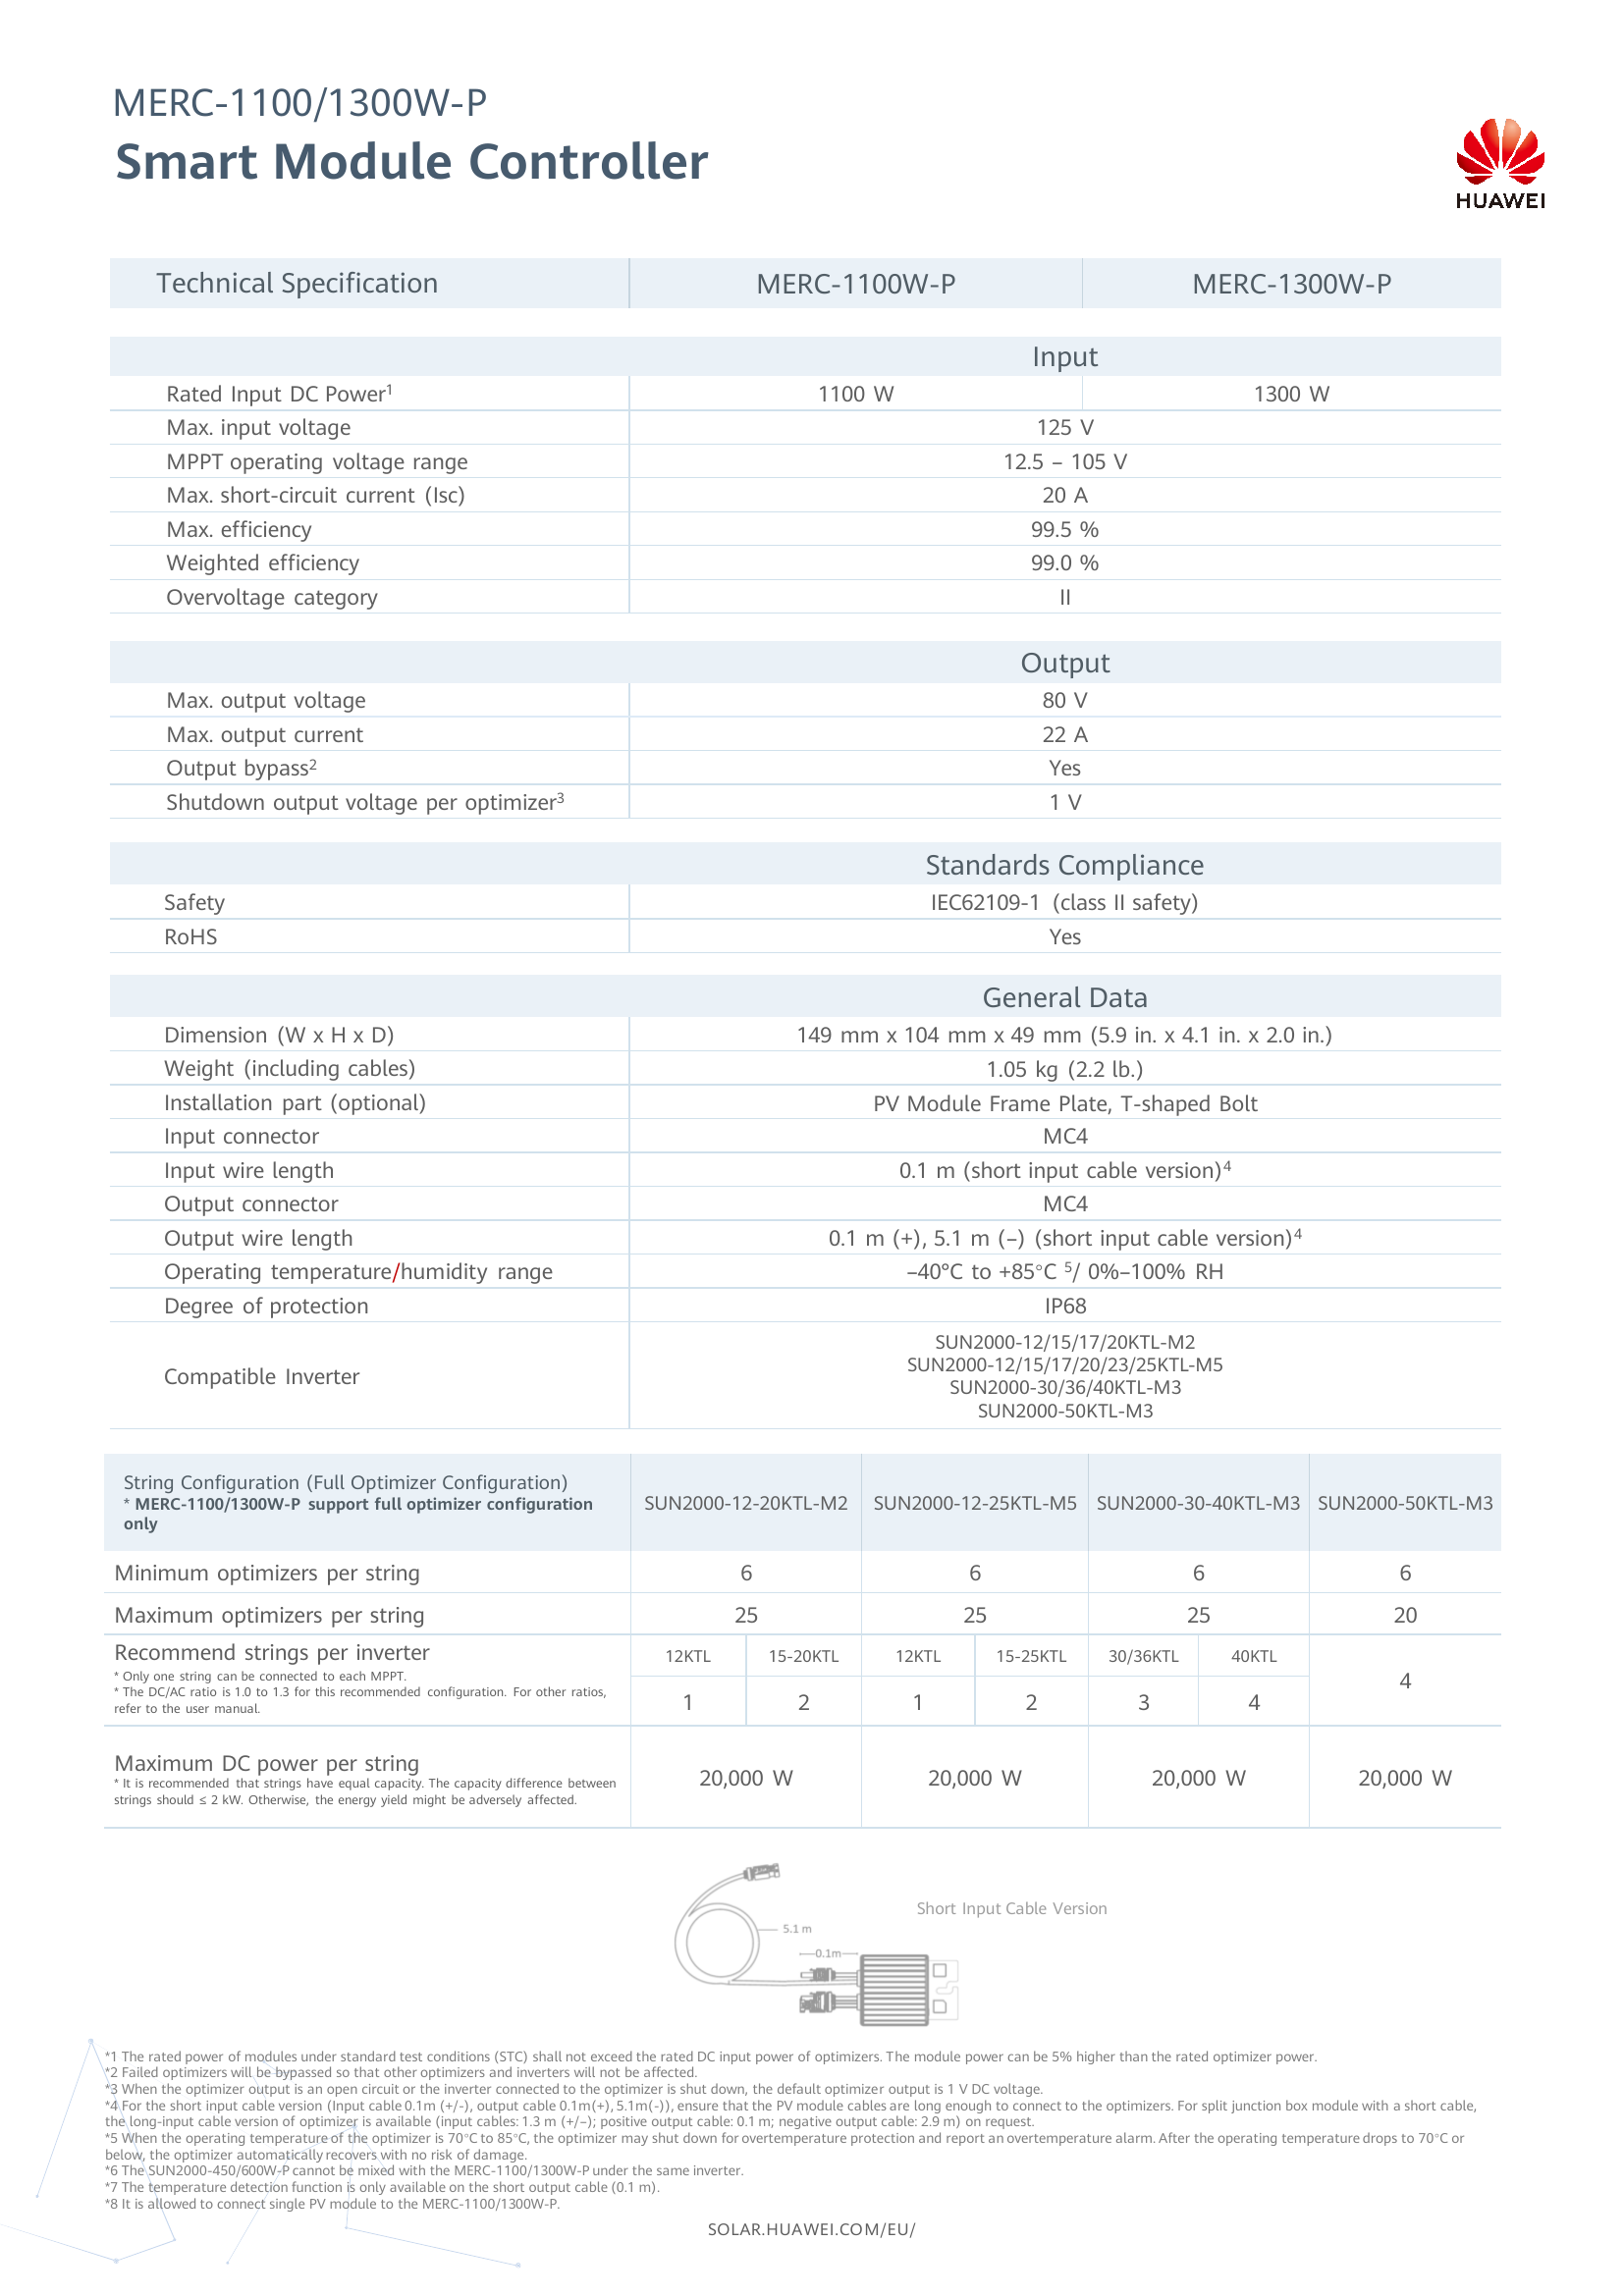 MERC-1100/1300W-P
Smart Module Controller
HUAWEI
Technical Specification MERC-1100W-P MERC-1300W-P
Input
Rated Input DC Power1 1100 W 1300 W
Max. input voltage 125 V
MPPT operating voltage range 12.5 – 105 V
Max. short-circuit current (Isc) 20 A
Max. efficiency 99.5 %
Weighted efficiency 99.0 %
Overvoltage category II
Output
Max. output voltage 80 V
Max. output current 22 A
Output bypass2 Yes
Shutdown output voltage per optimizer3 1 V
Standards Compliance
Safety IEC62109-1 (class II safety)
RoHS Yes
General Data
Dimension (W x H x D) 149 mm x 104 mm x 49 mm (5.9 in. x 4.1 in. x 2.0 in.)
Weight (including cables) 1.05 kg (2.2 lb.)
Installation part (optional) PV Module Frame Plate, T-shaped Bolt
Input connector MC4
Input wire length 0.1 m (short input cable version)4
Output connector MC4
Output wire length 0.1 m (+), 5.1 m (–) (short input cable version)4
Operating temperature/humidity range –40°C to +85°C 5/ 0%–100% RH
Degree of protection IP68
Compatible Inverter
SUN2000-12/15/17/20KTL-M2
SUN2000-12/15/17/20/23/25KTL-M5
SUN2000-30/36/40KTL-M3
SUN2000-50KTL-M3
String Configuration (Full Optimizer Configuration)
* MERC-1100/1300W-P support full optimizer configuration
only
SUN2000-12-20KTL-M2 SUN2000-12-25KTL-M5 SUN2000-30-40KTL-M3 SUN2000-50KTL-M3
Minimum optimizers per string 6 6 6 6
Maximum optimizers per string 25 25 25 20
Recommend strings per inverter
* Only one string can be connected to each MPPT.
* The DC/AC ratio is 1.0 to 1.3 for this recommended configuration. For other ratios,
refer to the user manual.
12KTL 15-20KTL 12KTL 15-25KTL 30/36KTL 40KTL
1 2 1 2 3 4 4
Maximum DC power per string
* It is recommended that strings have equal capacity. The capacity difference between
strings should ≤ 2 kW. Otherwise, the energy yield might be adversely affected.
20,000 W 20,000 W 20,000 W 20,000 W
Short Input Cable Version
5.1 m
0.1m
*1 The rated power of modules under standard test conditions (STC) shall not exceed the rated DC input power of optimizers. The module power can be 5% higher than the rated optimizer power.
*2 Failed optimizers will be bypassed so that other optimizers and inverters will not be affected.
*3 When the optimizer output is an open circuit or the inverter connected to the optimizer is shut down, the default optimizer output is 1 V DC voltage.
*4 For the short input cable version (Input cable 0.1m (+/-), output cable 0.1m(+), 5.1m(-)), ensure that the PV module cables are long enough to connect to the optimizers. For split junction box module with a short cable,
the long-input cable version of optimizer is available (input cables: 1.3 m (+/–); positive output cable: 0.1 m; negative output cable: 2.9 m) on request.
*5 When the operating temperature of the optimizer is 70°C to 85°C, the optimizer may shut down for overtemperature protection and report an overtemperature alarm. After the operating temperature drops to 70°C or
below, the optimizer automatically recovers with no risk of damage.
*6 The SUN2000-450/600W-P cannot be mixed with the MERC-1100/1300W-P under the same inverter.
*7 The temperature detection function is only available on the short output cable (0.1 m).
*8 It is allowed to connect single PV module to the MERC-1100/1300W-P.
SOLAR.HUAWEI.COM/EU/